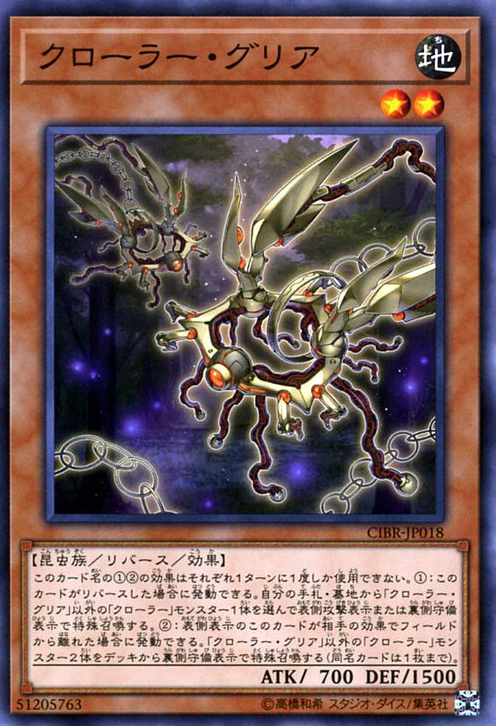 クローラー・グリア
地
CIBR-JP018
【昆虫族／リバース／効果】
このカード名の①②の効果はそれぞれ1ターンに1度しか使用できない。①：この
カードがリバースした場合に発動できる。自分の手札・墓地から「クローラー・
グリア」以外の「クローラー」モンスター1体を選んで表側攻撃表示または裏側守備
表示で特殊召喚する。②：表側表示のこのカードが相手の効果でフィールド
から離れた場合に発動できる。「クローラー・グリア」以外の「クローラー」モン
スター2体をデッキから裏側守備表示で特殊召喚する（同名カードは1枚まで）。
ATK/ 700 DEF/1500
51205763
©高橋和希 スタジオ・ダイス/集英社